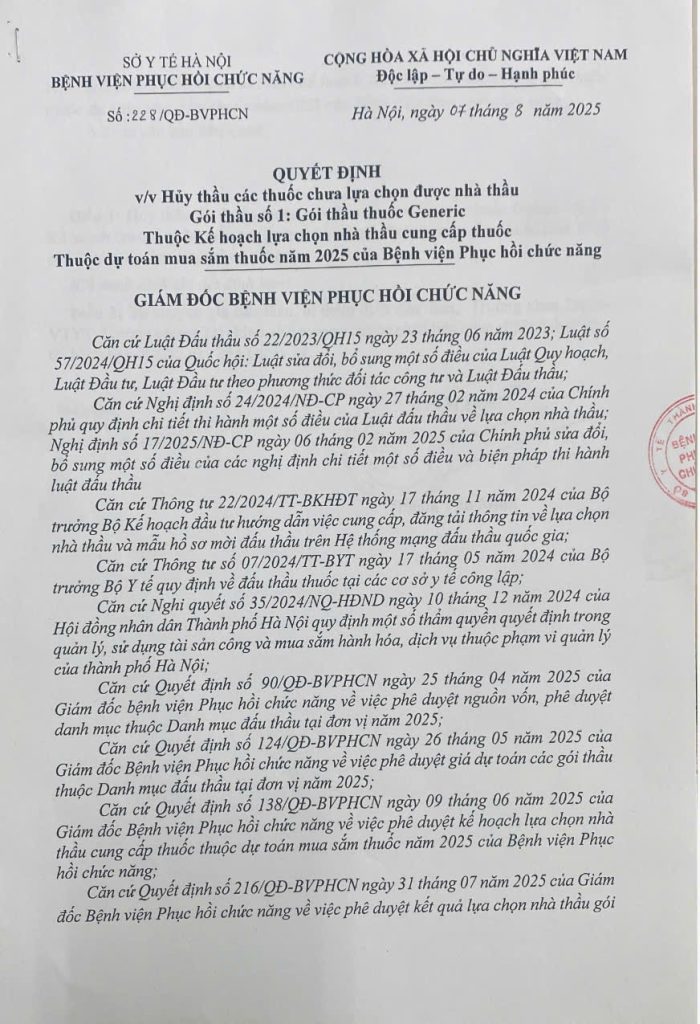 SỞ Y TẾ HÀ NỘI
BỆNH VIỆN PHỤC HỒI CHỨC NĂNG
Số :228/QĐ-BVPHCN
CỘNG HÒA XÃ HỘI CHỦ NGHĨA VIỆT NAM
Độc lập – Tự do – Hạnh phúc
Hà Nội, ngày 07 tháng 8 năm 2025
QUYẾT ĐỊNH
v/v Hủy thầu các thuốc chưa lựa chọn được nhà thầu
Gói thầu số 1: Gói thầu thuốc Generic
Thuộc Kế hoạch lựa chọn nhà thầu cung cấp thuốc
Thuộc dự toán mua sắm thuốc năm 2025 của Bệnh viện Phục hồi chức năng
GIÁM ĐỐC BỆNH VIỆN PHỤC HỒI CHỨC NĂNG
Căn cứ Luật Đấu thầu số 22/2023/QH15 ngày 23 tháng 06 năm 2023; Luật số
57/2024/QH15 của Quốc hội: Luật sửa đổi, bổ sung một số điều của Luật Quy hoạch,
Luật Đầu tư, Luật Đầu tư theo phương thức đối tác công tư và Luật Đấu thầu;
Căn cứ Nghị định số 24/2024/NĐ-CP ngày 27 tháng 02 năm 2024 của Chính
phủ quy định chi tiết thi hành một số điều của Luật đấu thầu về lựa chọn nhà thầu;
Nghị định số 17/2025/NĐ-CP ngày 06 tháng 02 năm 2025 của Chính phủ sửa đổi,
bổ sung một số điều của các nghị định chi tiết một số điều và biện pháp thi hành
luật đấu thầu
Căn cứ Thông tư 22/2024/TT-BKHĐT ngày 17 tháng 11 năm 2024 của Bộ
trưởng Bộ Kế hoạch đầu tư hướng dẫn việc cung cấp, đăng tải thông tin về lựa chọn
nhà thầu và mẫu hồ sơ mời đấu thầu trên Hệ thống mạng đấu thầu quốc gia;
Căn cứ Thông tư số 07/2024/TT-BYT ngày 17 tháng 05 năm 2024 của Bộ
trưởng Bộ Y tế quy định về đấu thầu thuốc tại các cơ sở y tế công lập;
Căn cứ Nghi quyết số 35/2024/NQ-HĐND ngày 10 tháng 12 năm 2024 của
Hội đồng nhân dân Thành phố Hà Nội quy định một số thẩm quyền quyết định trong
quản lý, sử dụng tài sản công và mua sắm hàng hóa, dịch vụ thuộc phạm vi quản lý
của thành phố Hà Nội;
Căn cứ Quyết định số 90/QĐ-BVPHCN ngày 25 tháng 04 năm 2025 của
Giám đốc bệnh viện Phục hồi chức năng về việc phê duyệt nguồn vốn, phê duyệt
danh mục thuộc Danh mục đấu thầu tại đơn vị năm 2025;
Căn cứ Quyết định số 124/QĐ-BVPHCN ngày 26 tháng 05 năm 2025 của
Giám đốc Bệnh viện Phục hồi chức năng về việc phê duyệt giá dự toán các gói thầu
thuộc Danh mục đấu thầu tại đơn vị năm 2025;
Căn cứ Quyết định số 138/QĐ-BVPHCN ngày 09 tháng 06 năm 2025 của
Giám đốc Bệnh viện Phục hồi chức năng về việc phê duyệt kế hoạch lựa chọn nhà
thầu cung cấp thuốc thuộc dự toán mua sắm thuốc năm 2025 của Bệnh viện Phục
hồi chức năng;
Căn cứ Quyết định số 216/QĐ-BVPHCN ngày 31 tháng 07 năm 2025 của Giám
đốc Bệnh viện Phục hồi chức năng về việc phê duyệt kết quả lựa chọn nhà thầu gói